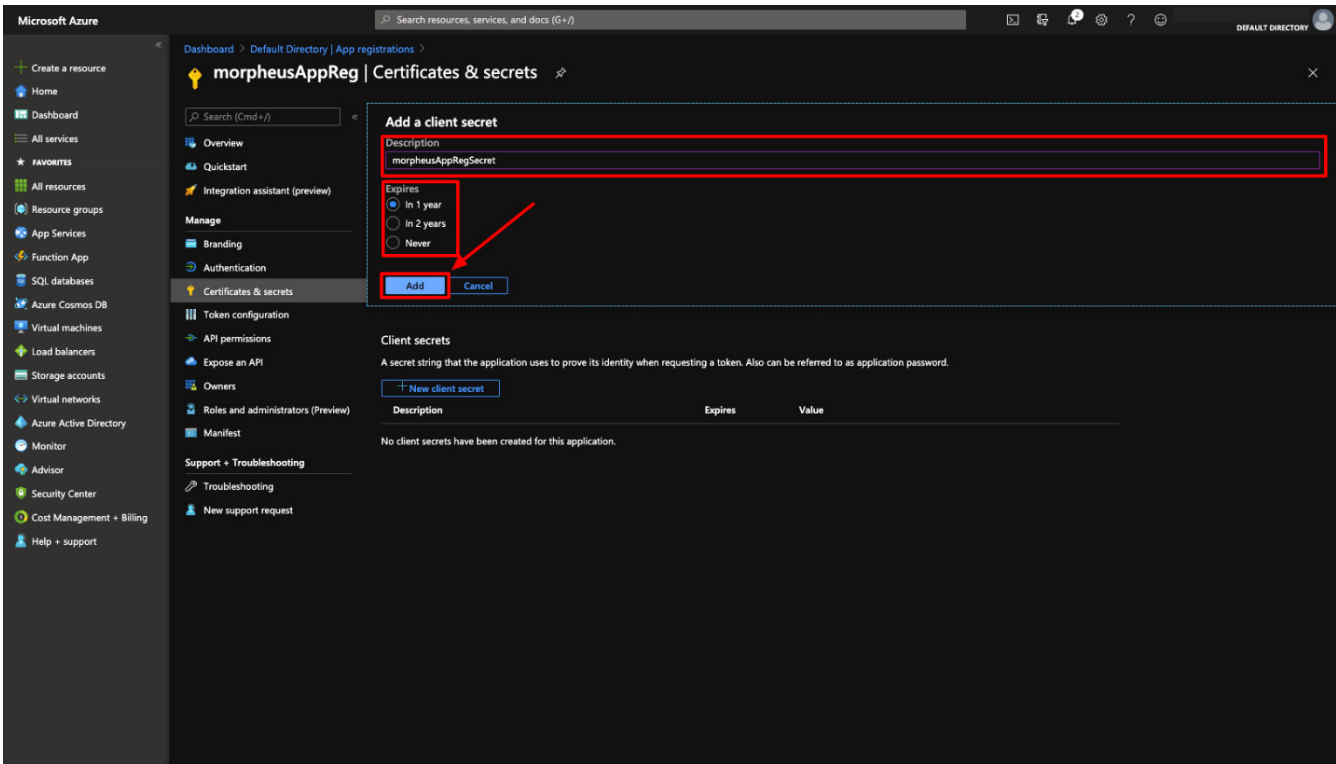 Microsoft Azure
Search resources, services, and docs (G+/)
2
DEFAULT DIRECTORY
Create a resource
Home
Dashboard
All services
FAVORITES
All resources
Resource groups
App Services
Function App
SQL databases
Azure Cosmos DB
Virtual machines
Load balancers
Storage accounts
Virtual networks
Azure Active Directory
Monitor
Advisor
Security Center
Cost Management + Billing
Help + support
Dashboard > Default Directory | App registrations >
morpheusAppReg | Certificates & secrets
Search (Cmd+/)
Overview
Quickstart
Integration assistant (preview)
Manage
Branding
Authentication
Certificates & secrets
Token configuration
API permissions
Expose an API
Owners
Roles and administrators (Preview)
Manifest
Support + Troubleshooting
Troubleshooting
New support request
Add a client secret
Description
morpheusAppRegSecret
Expires
In 1 year
In 2 years
Never
Add Cancel
Client secrets
A secret string that the application uses to prove its identity when requesting a token. Also can be referred to as application password.
New client secret
Description Expires Value
No client secrets have been created for this application.